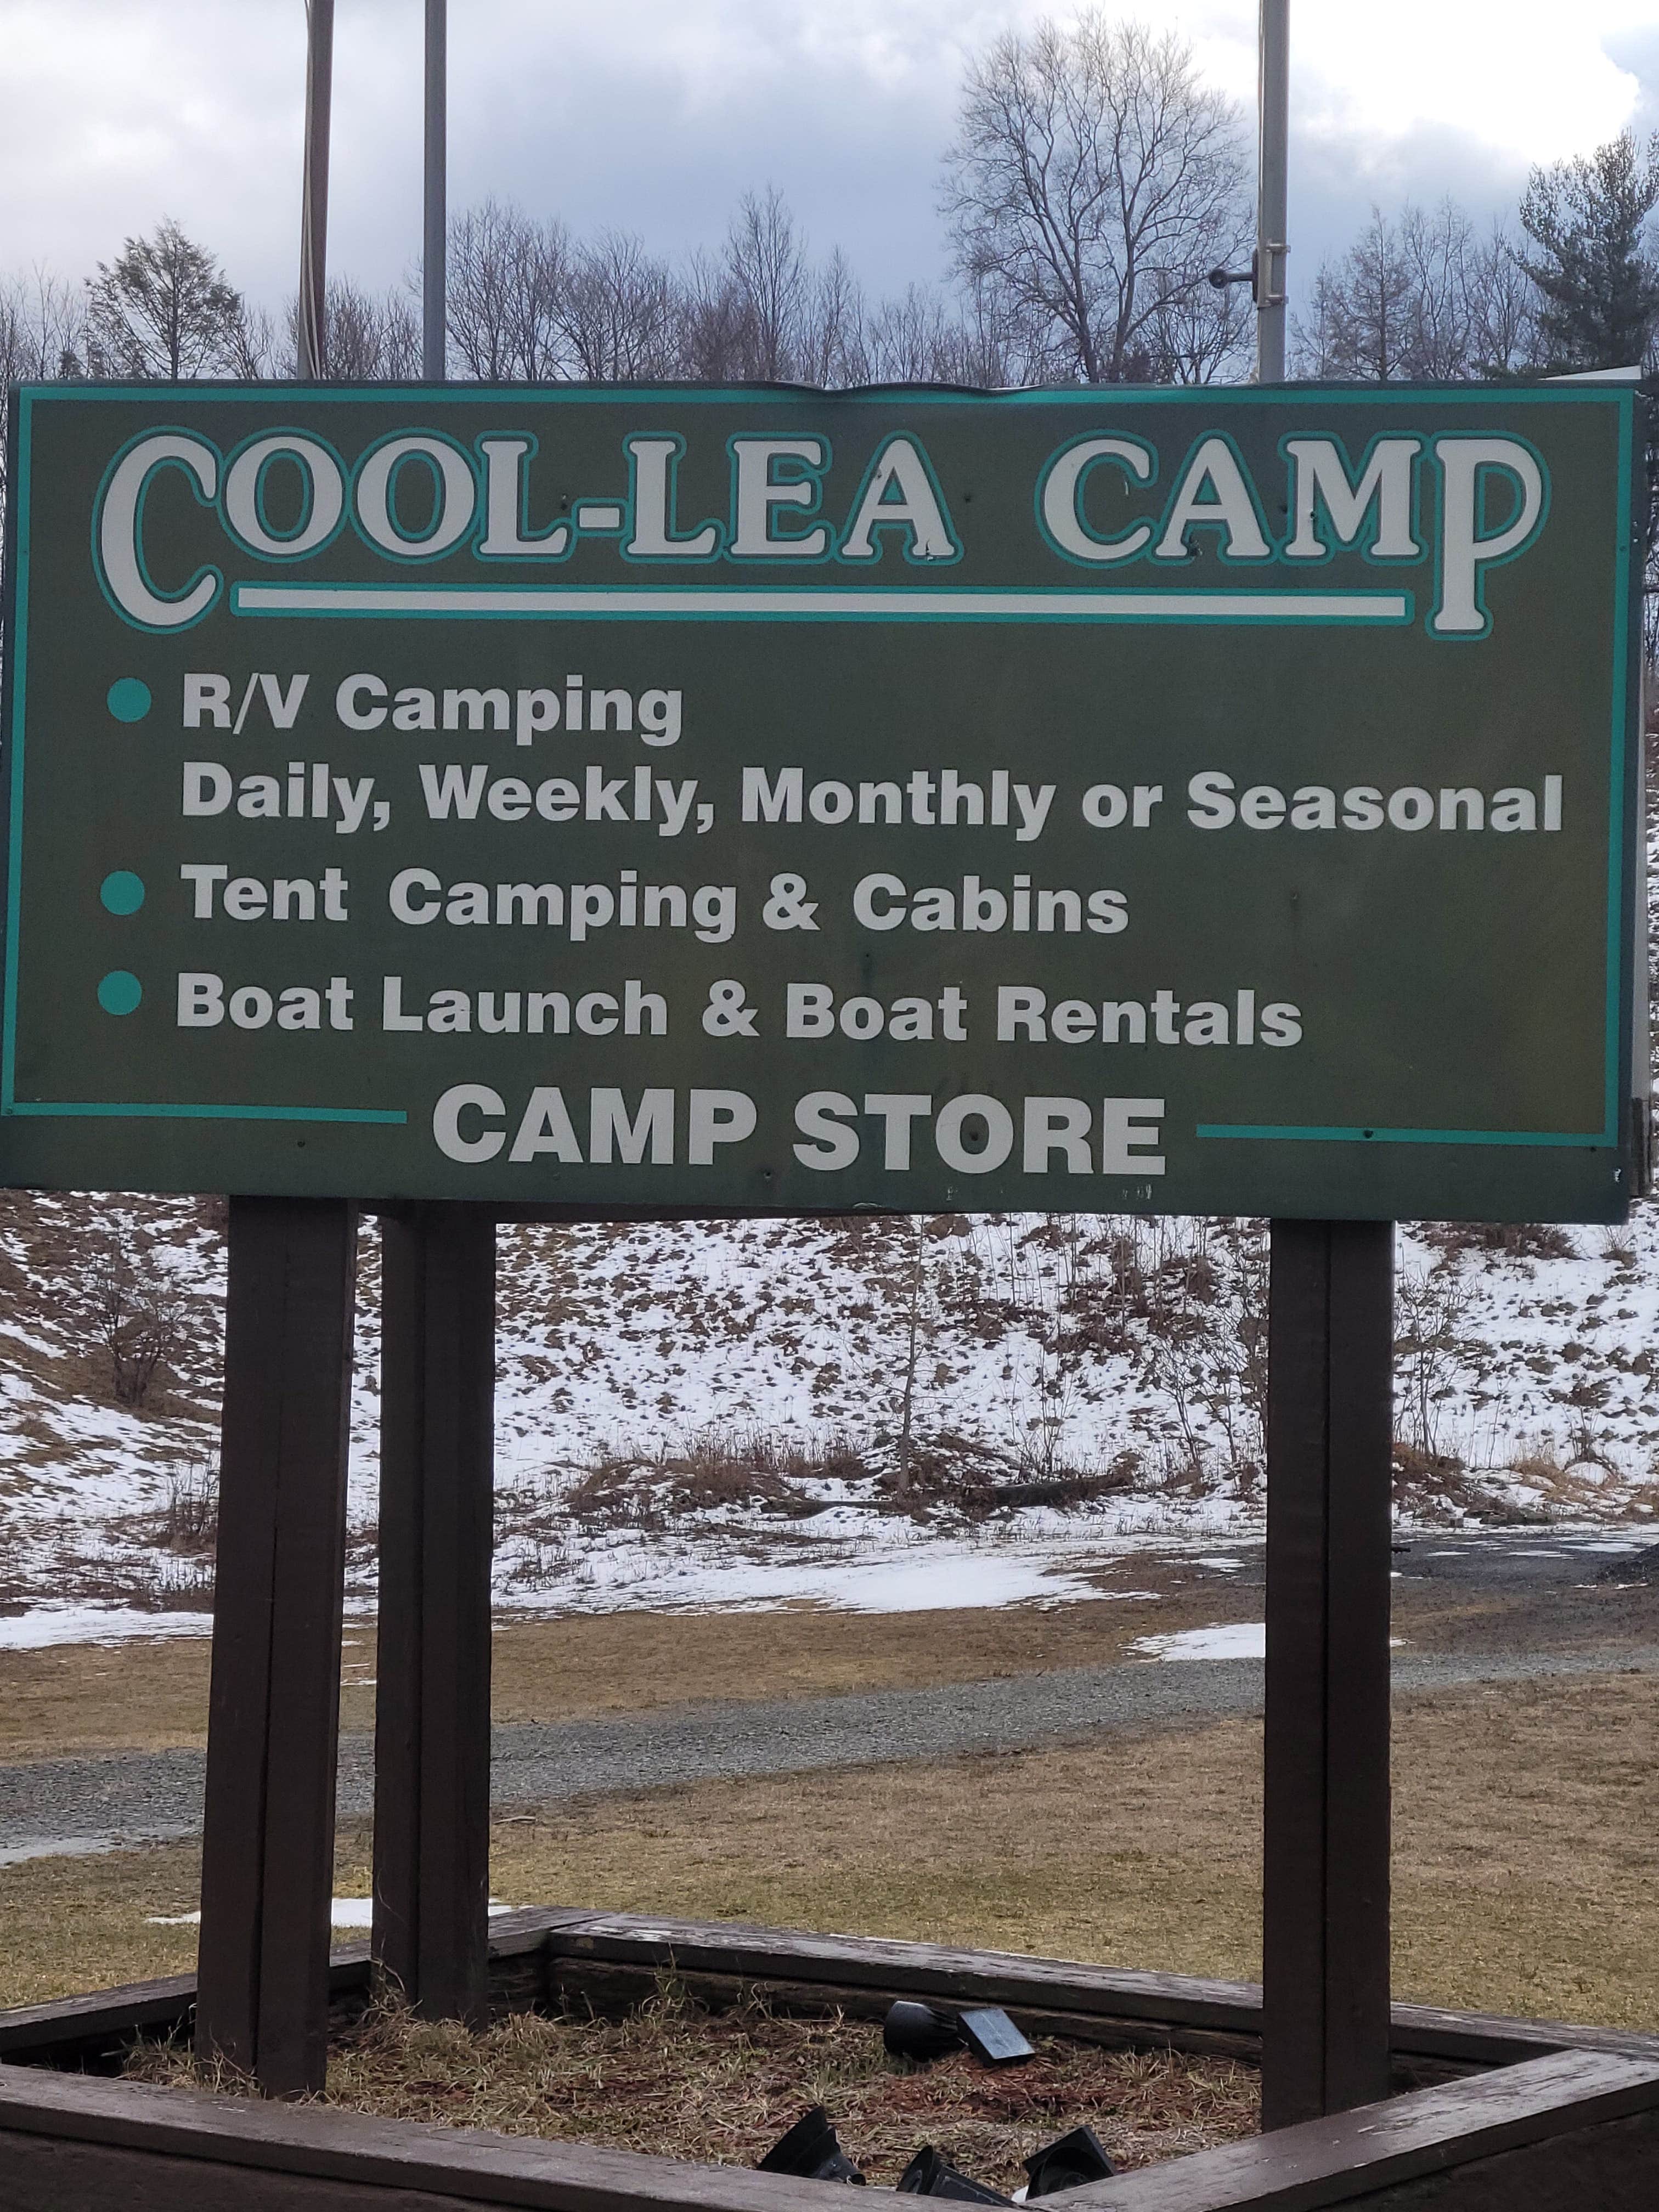 COOL-LEA CAMP
R/V Camping
Daily, Weekly, Monthly or Seasonal
Tent Camping & Cabins
Boat Launch & Boat Rentals
CAMP STORE